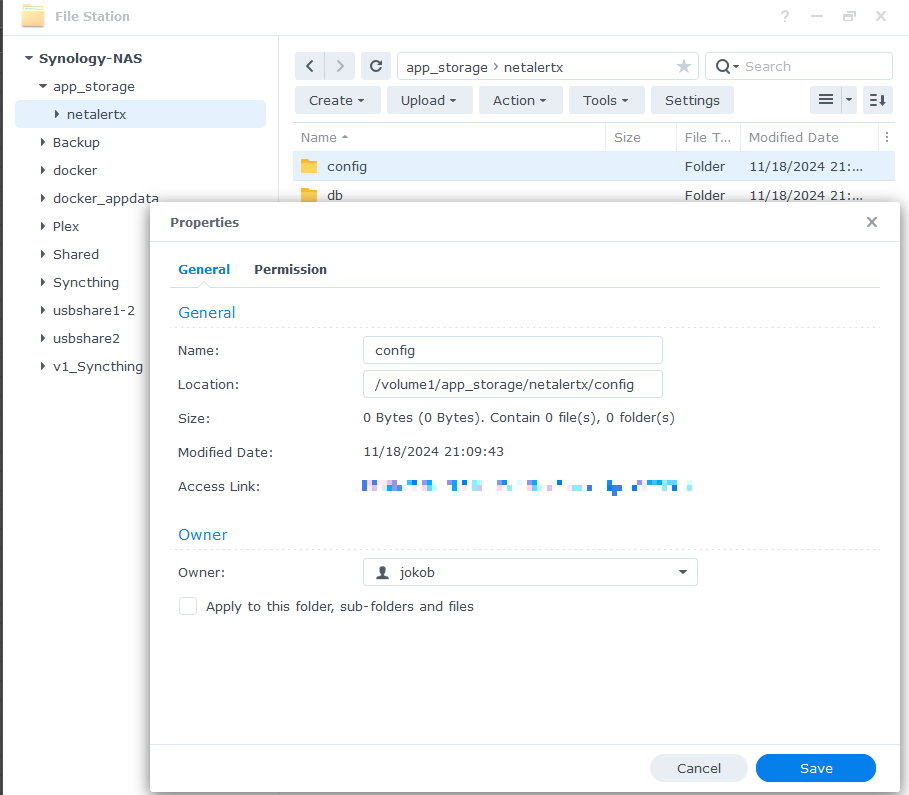 File Station
Synology-NAS
app_storage
netalertx
Backup
docker
docker_appdata
Plex
Shared
Syncthing
usbshare1-2
usbshare2
v1_Syncthing
app_storage › netalertx
Search
Create Upload Action Tools Settings
Name Size File T... Modified Date
config Folder 11/18/2024 21:...
db Folder 11/18/2024 21:...
Properties
General Permission
General
Name: config
Location: /volume1/app_storage/netalertx/config
Size: 0 Bytes (0 Bytes). Contain 0 file(s), 0 folder(s)
Modified Date: 11/18/2024 21:09:43
Access Link:
Owner
Owner: jokob
Apply to this folder, sub-folders and files
Cancel Save